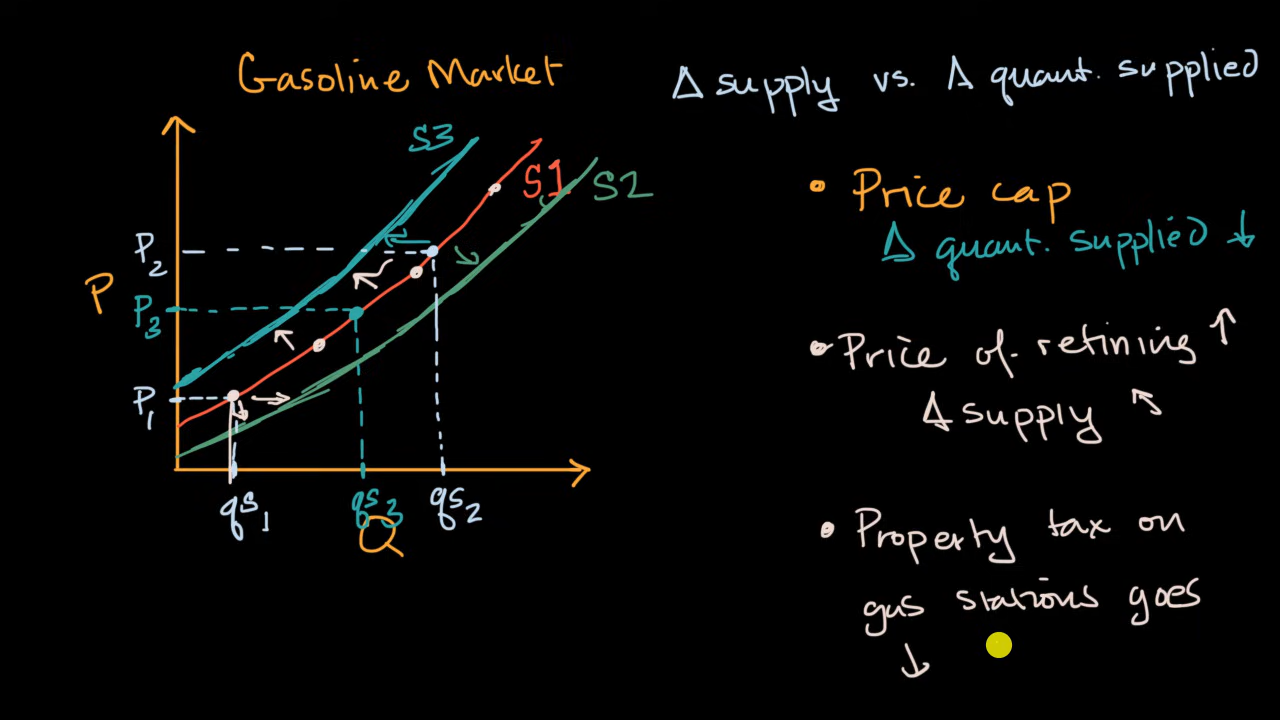 Gasoline Market
Δ supply vs. Δ quant. supplied
S3
S1
S2
• Price cap
Δ quant. supplied ↓
P2
P
P3
P1
• Price of refining ↑
Δ supply ↖
qs1
qs3
qs2
Q
• Property tax on
gas stations goes
↓